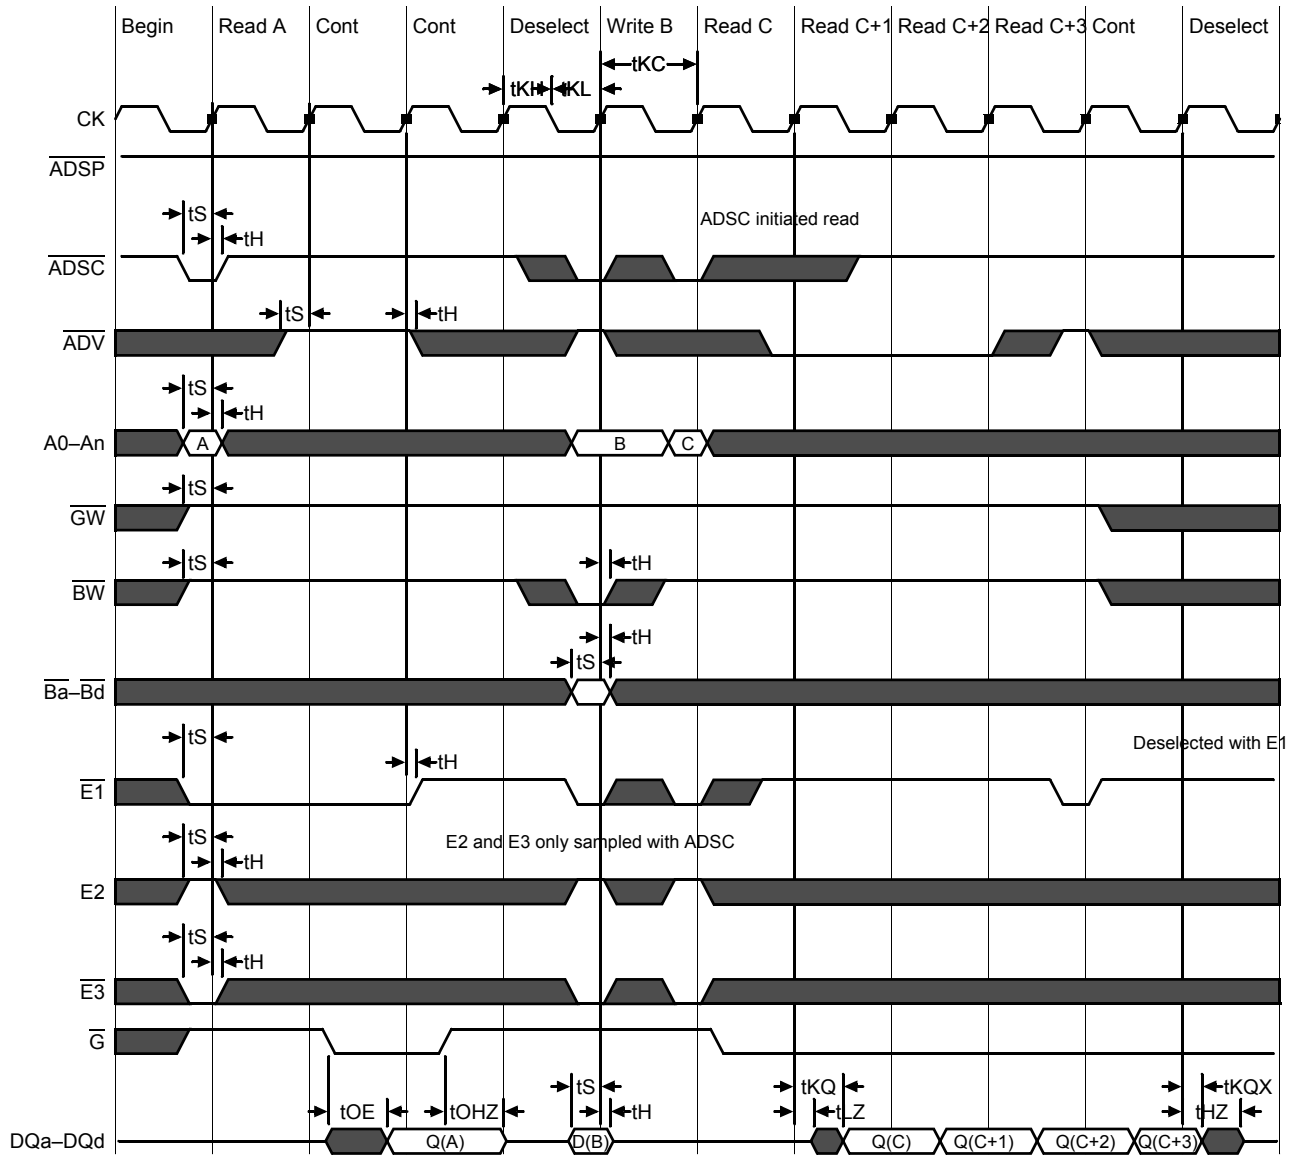 Begin Read A Cont Cont Deselect Write B Read C Read C+1 Read C+2 Read C+3 Cont Deselect
tKC
tKH tKL
CK
ADSP
tS ADSC initiated read
tH
ADSC
tS tH
ADV
tS
tH
A0–An A B C
tS
GW
tS tH
BW
tH
tS
Ba–Bd
tS Deselected with E1
tH
E1
tS E2 and E3 only sampled with ADSC
tH
E2
tS
tH
E3
G
tS tKQ tKQX
tOE tOHZ tH tLZ tHZ
DQa–DQd Q(A) D(B) Q(C) Q(C+1) Q(C+2) Q(C+3)